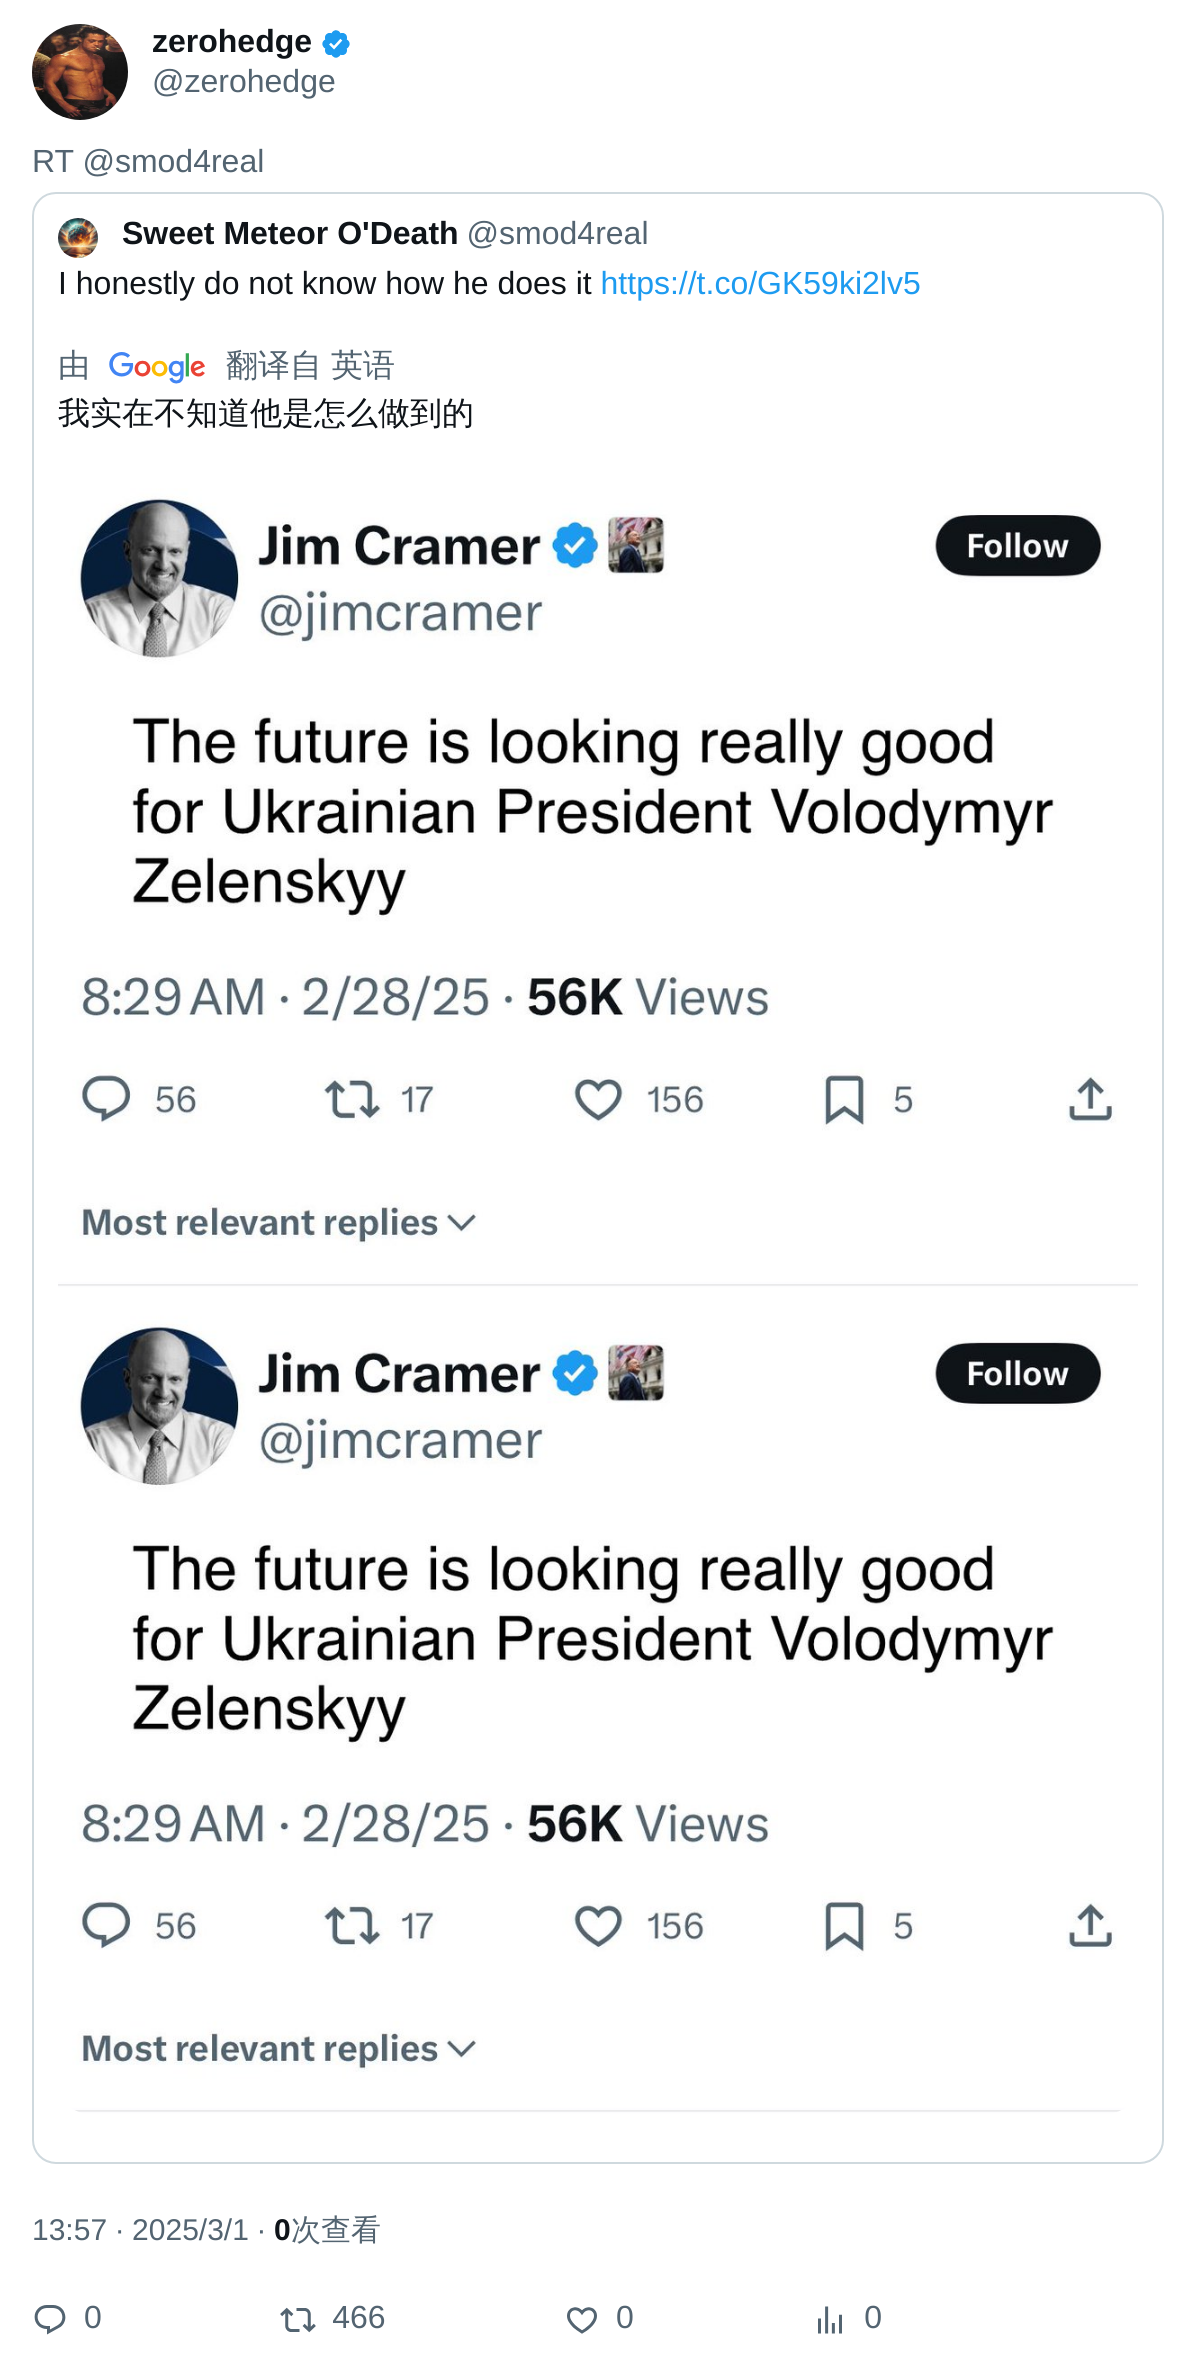 zerohedge
@zerohedge
RT @smod4real
Sweet Meteor O'Death @smod4real
I honestly do not know how he does it https://t.co/GK59ki2lv5
由 Google 翻译自 英语
我实在不知道他是怎么做到的
Jim Cramer
Follow
@jimcramer
The future is looking really good
for Ukrainian President Volodymyr
Zelenskyy
8:29 AM · 2/28/25 · 56K Views
56 17 156 5
Most relevant replies
Jim Cramer
Follow
@jimcramer
The future is looking really good
for Ukrainian President Volodymyr
Zelenskyy
8:29 AM · 2/28/25 · 56K Views
56 17 156 5
Most relevant replies
13:57 · 2025/3/1 · 0次查看
0 466 0 0